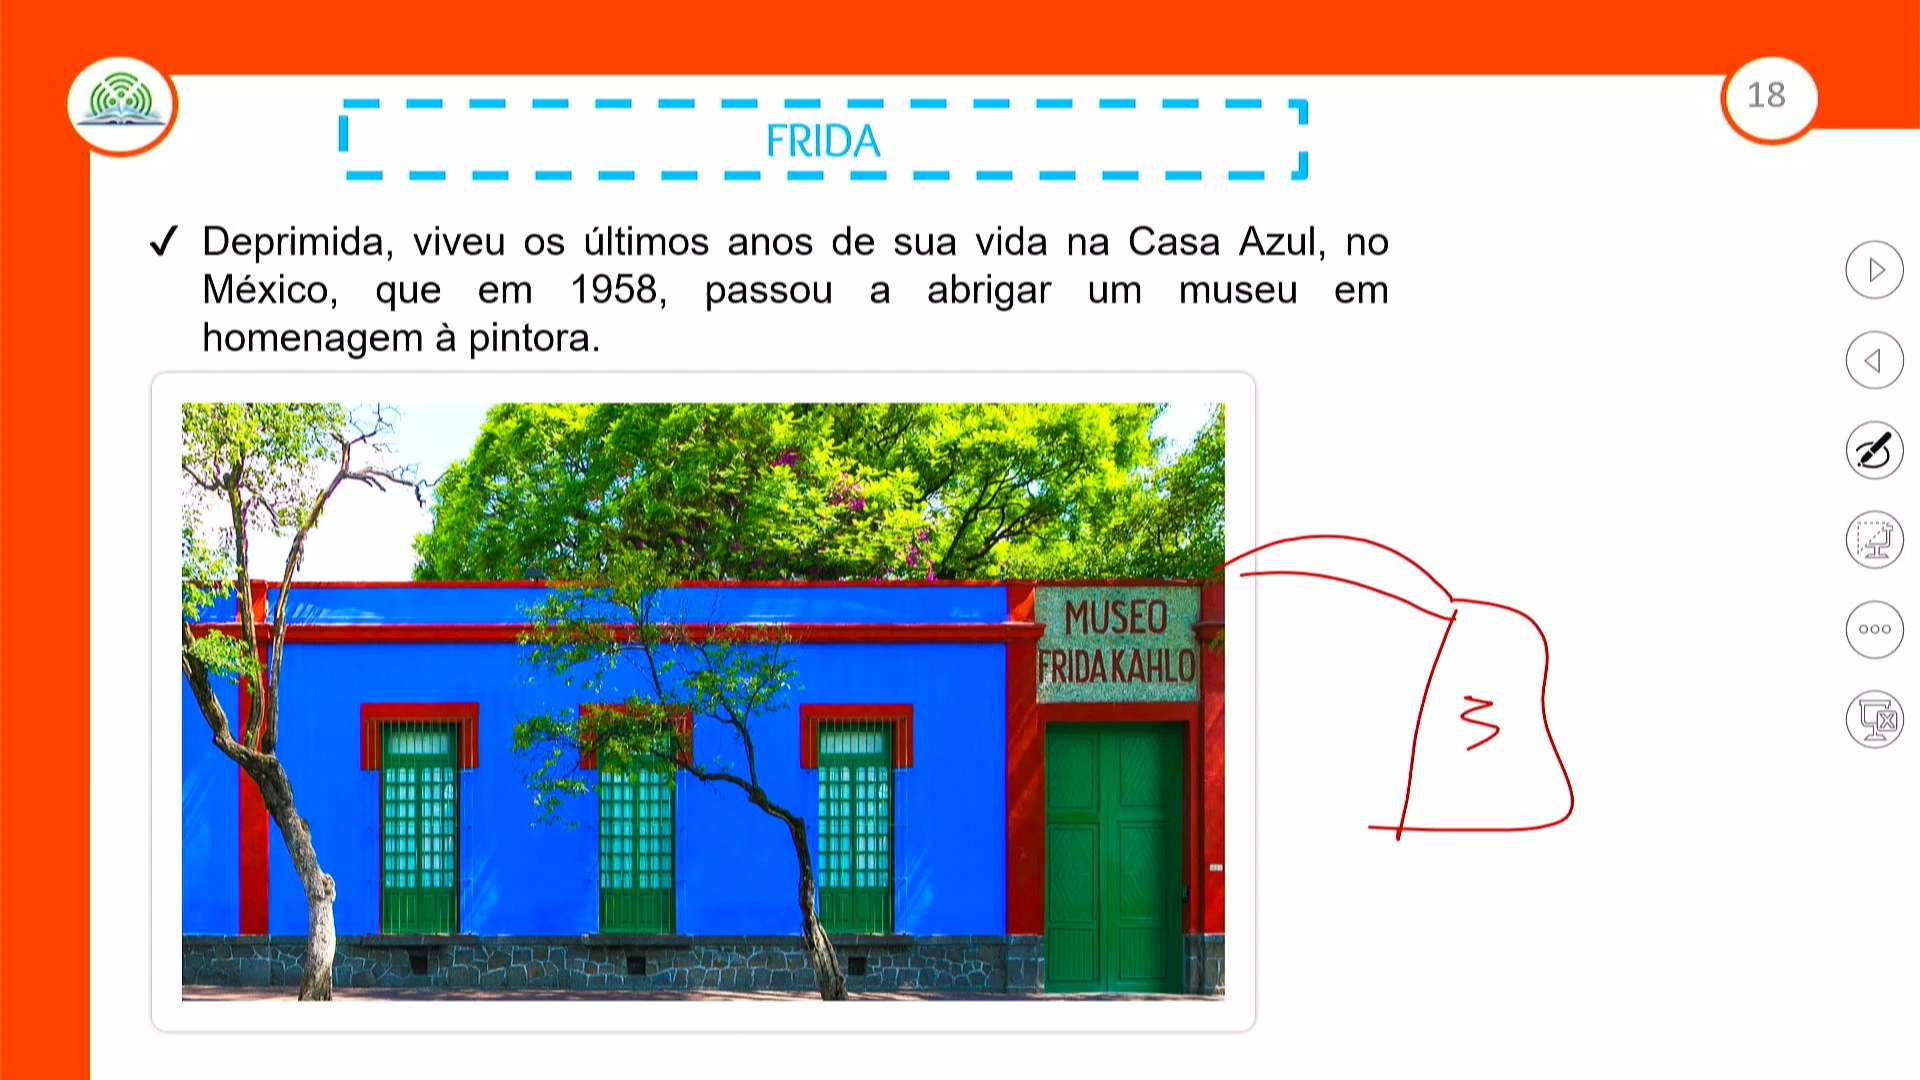 18
FRIDA
✓ Deprimida, viveu os últimos anos de sua vida na Casa Azul, no
México, que em 1958, passou a abrigar um museu em
homenagem à pintora.
MUSEO
FRIDA KAHLO
3